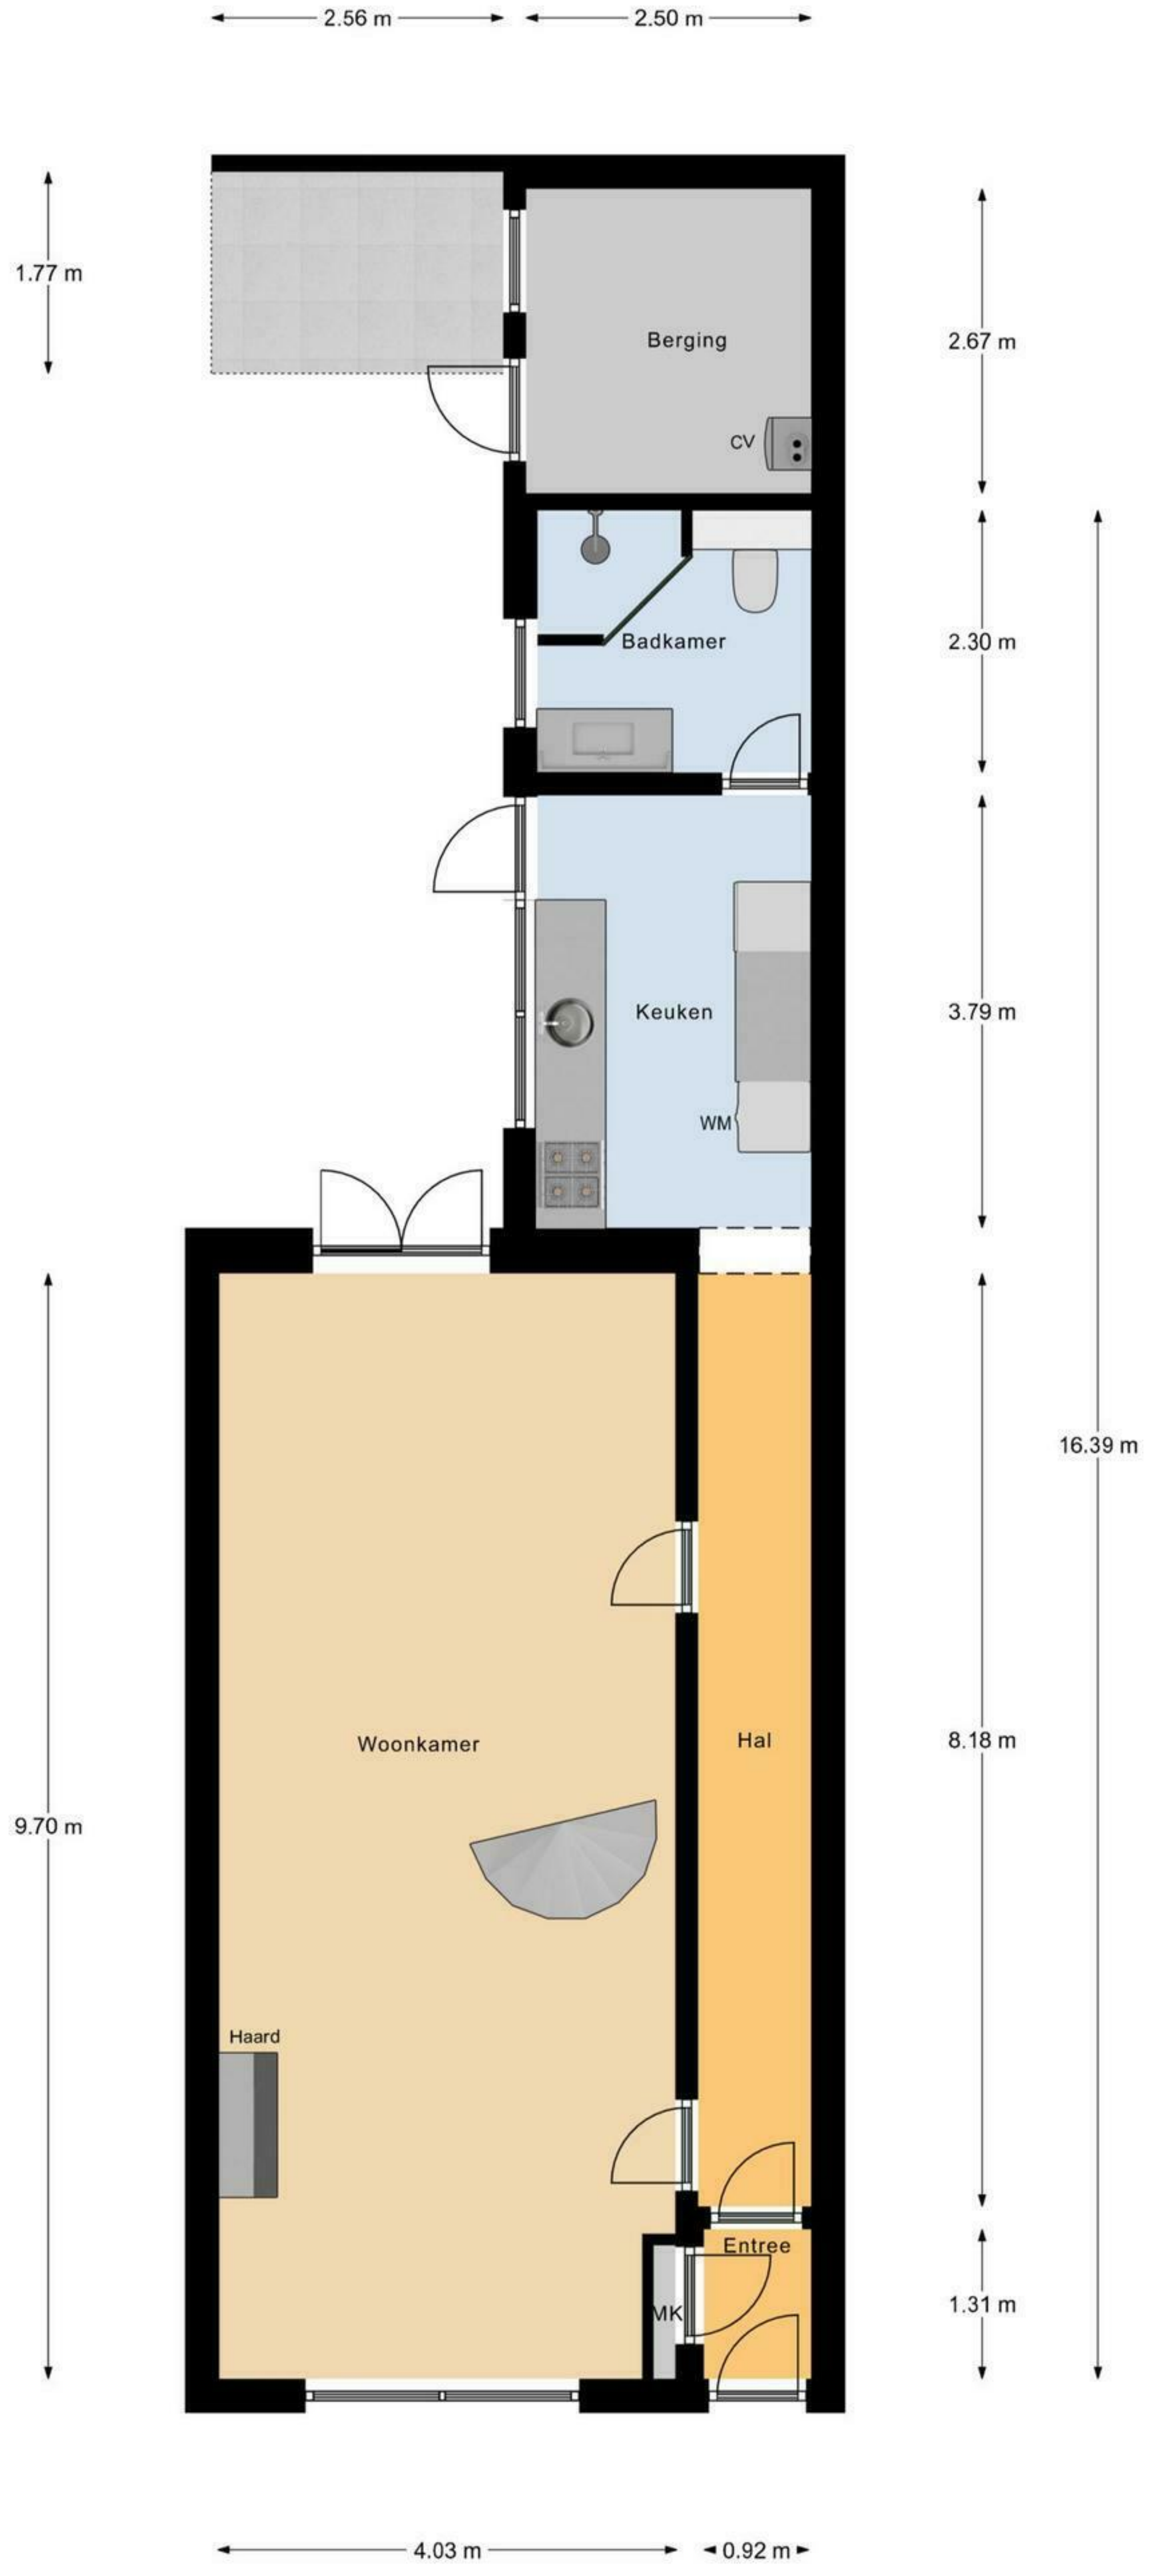 2.56 m
2.50 m
1.77 m
Berging
2.67 m
CV
Badkamer
2.30 m
Keuken
3.79 m
WM
16.39 m
Woonkamer
Hal
8.18 m
9.70 m
Haard
Entree
MK
1.31 m
4.03 m
0.92 m